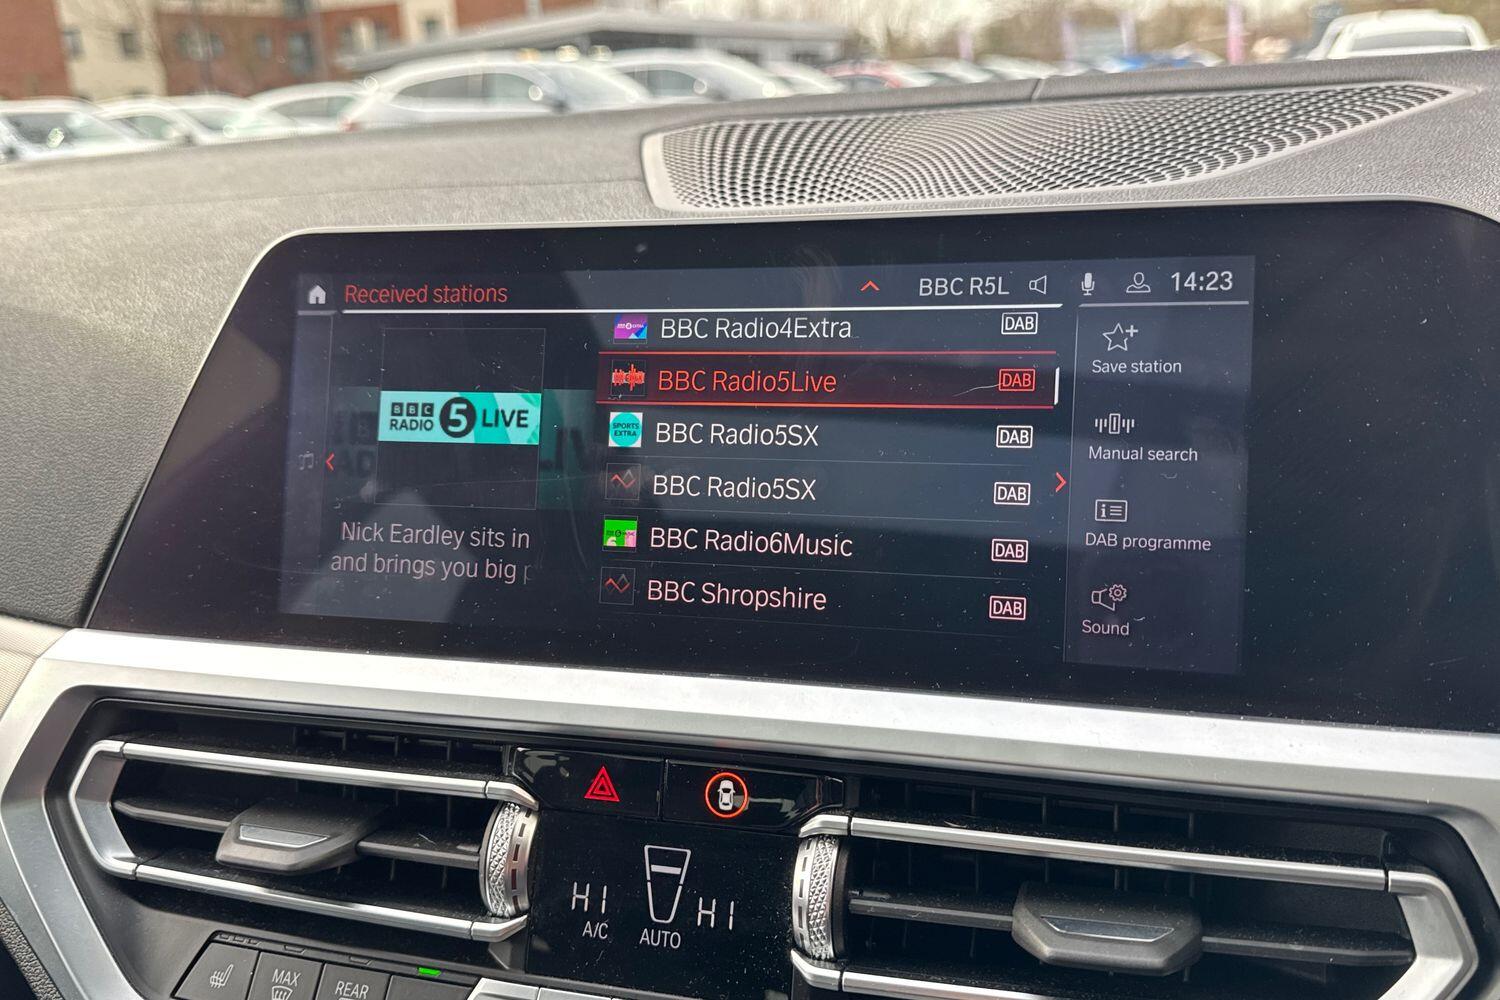 Received stations
BBC R5L
14:23
BBC Radio4Extra
DAB
BBC Radio5Live
DAB
SPORTS
EXTRA
BBC Radio5SX
DAB
BBC Radio5SX
DAB
BBC Radio6Music
DAB
BBC Shropshire
DAB
BBC
RADIO 5 LIVE
Nick Eardley sits in
and brings you big
Save station
Manual search
DAB programme
Sound
HI
A/C
AUTO
HI
MAX
REAR